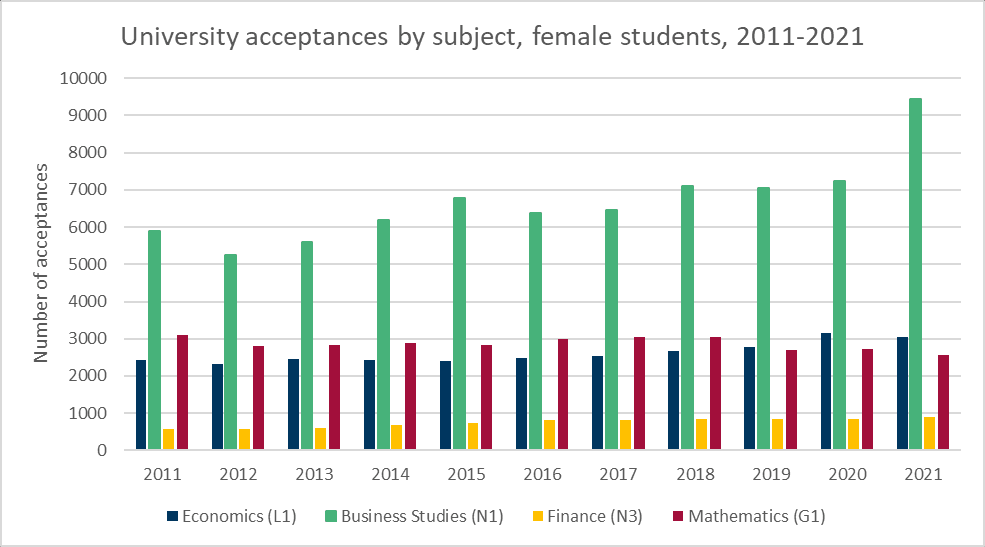 University acceptances by subject, female students, 2011-2021
Number of acceptances
10000
9000
8000
7000
6000
5000
4000
3000
2000
1000
0
2011 2012 2013 2014 2015 2016 2017 2018 2019 2020 2021
Economics (L1) Business Studies (N1) Finance (N3) Mathematics (G1)